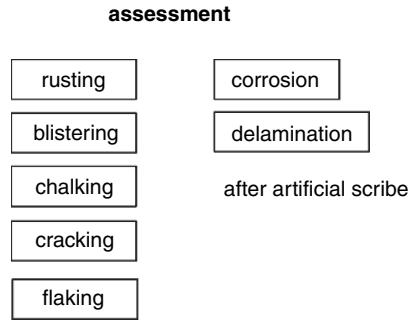 assessment
rusting
blistering
chalking
cracking
flaking
corrosion
delamination
after artificial scribe